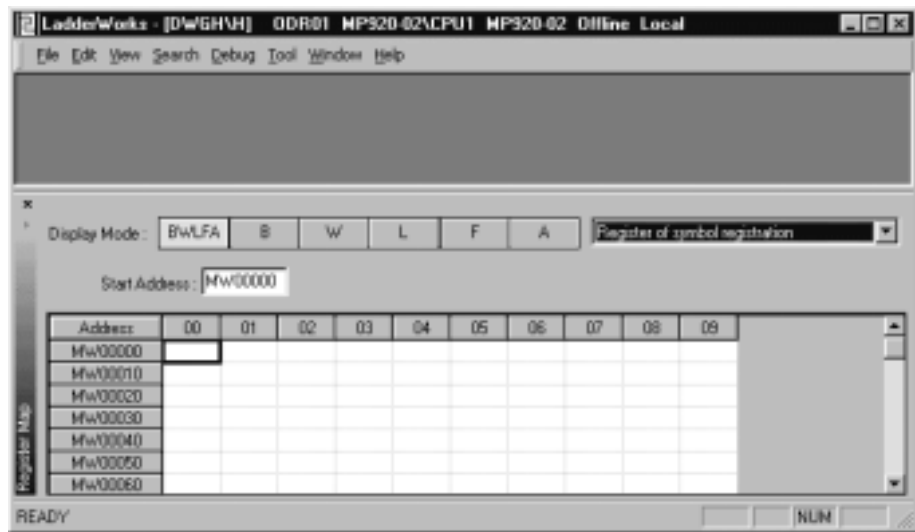 LadderWorks - [DWGH\H] ODR01 MP920-02\CPU1 MP920-02 Offline Local
File Edit View Search Debug Tool Window Help
Display Mode : BWLFA B W L F A Register of symbol registration
Start Address : MW00000
Address 00 01 02 03 04 05 06 07 08 09
MW00000
MW00010
MW00020
MW00030
MW00040
MW00050
MW00060
Register Map
READY NUM